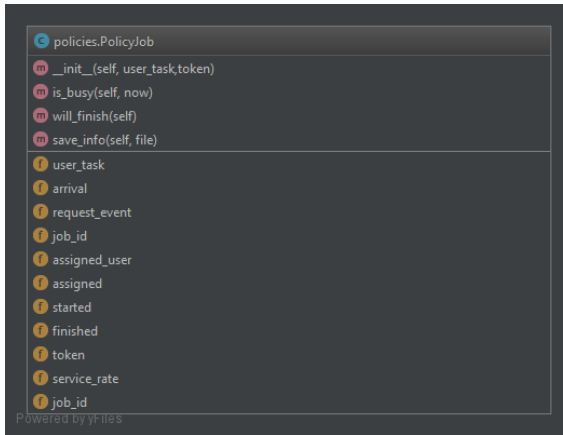 C policies.PolicyJob
m __init__(self, user_task,token)
m is_busy(self, now)
m will_finish(self)
m save_info(self, file)
f user_task
f arrival
f request_event
f job_id
f assigned_user
f assigned
f started
f finished
f token
f service_rate
f job_id
Powered by yFiles